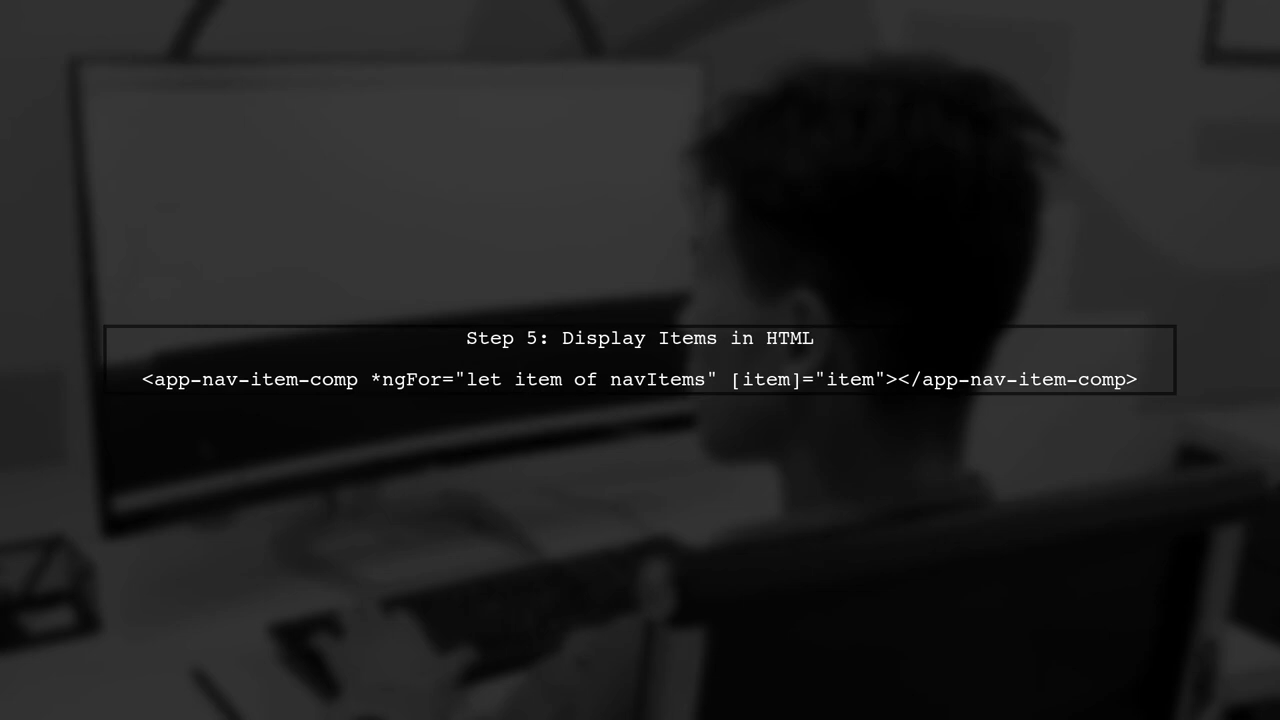 Step 5: Display Items in HTML
<app-nav-item-comp *ngFor="let item of navItems" [item]="item"></app-nav-item-comp>